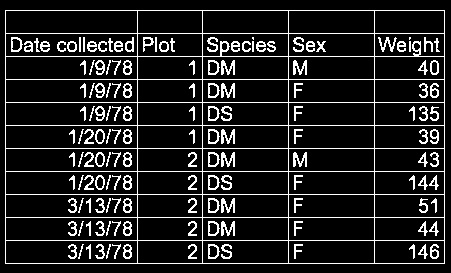 Date collected Plot Species Sex Weight
1/9/78 1 DM M 40
1/9/78 1 DM F 36
1/9/78 1 DS F 135
1/20/78 1 DM F 39
1/20/78 2 DM M 43
1/20/78 2 DS F 144
3/13/78 2 DM F 51
3/13/78 2 DM F 44
3/13/78 2 DS F 146